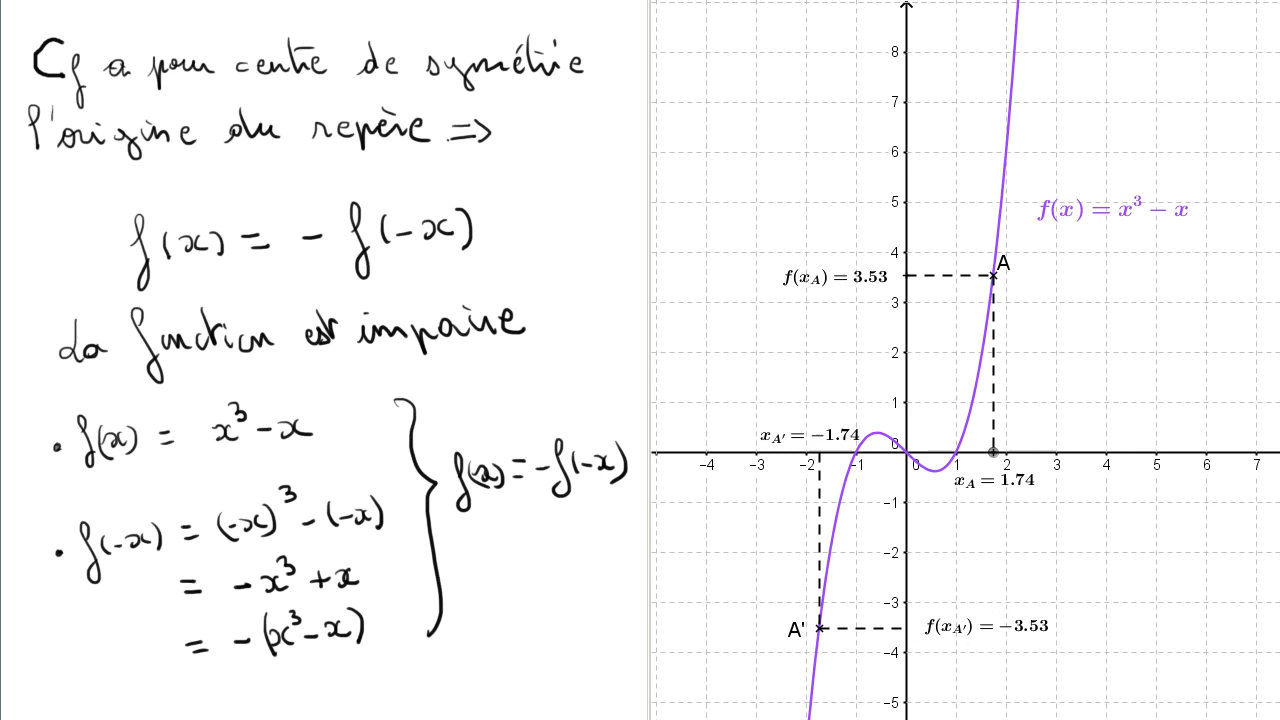 Cf a pour centre de symétrie
l'origine du repère =>
f(x) = - f(-x)
La fonction est impaire
• f(x) = x³ - x
f(x) = -f(-x)
• f(-x) = (-x)³ - (-x)
= - x³ + x
= - (x³ - x)
8
7
6
5
4
3
2
1
0
-1
-2
-3
-4
-5
-4 -3 -2 -1 0 1 2 3 4 5 6 7
f(x) = x³ − x
A
f(x_A) = 3.53
x_A' = −1.74
x_A = 1.74
A'
f(x_A') = −3.53